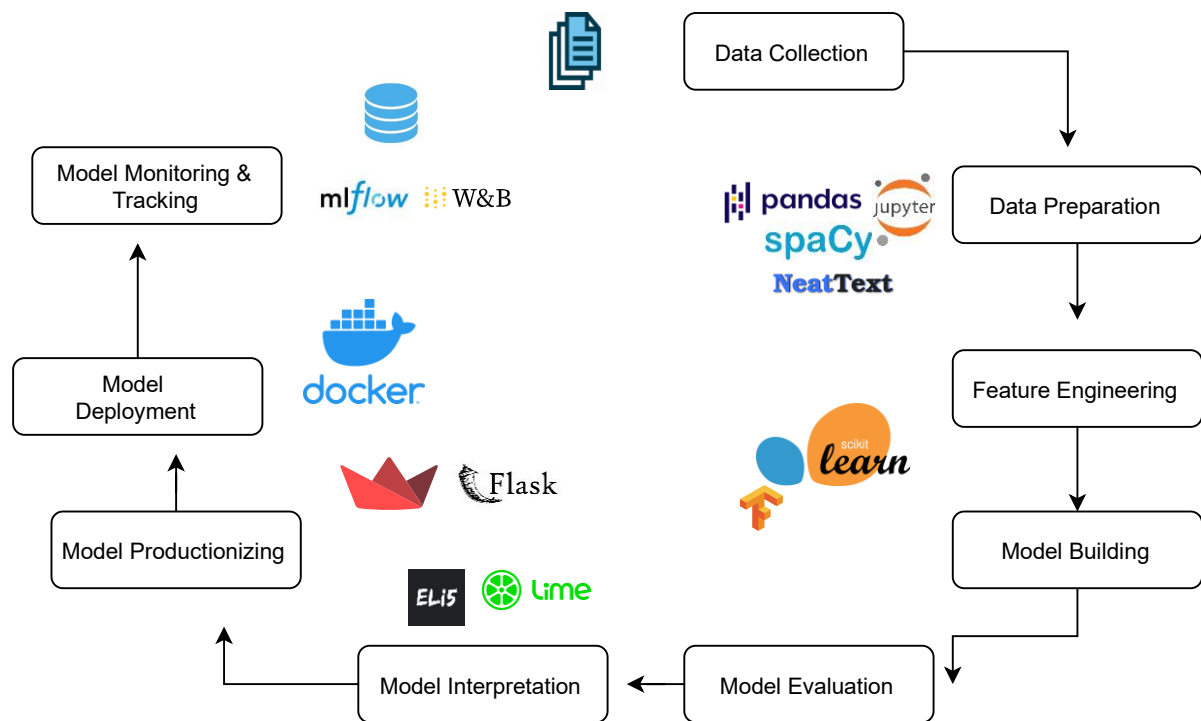 Data Collection
Model Monitoring &
Tracking
mlflow
W&B
pandas
jupyter
spaCy
NeatText
Data Preparation
docker
Model
Deployment
Feature Engineering
scikit
learn
Flask
Model Productionizing
Model Building
ELi5
Lime
Model Interpretation
Model Evaluation